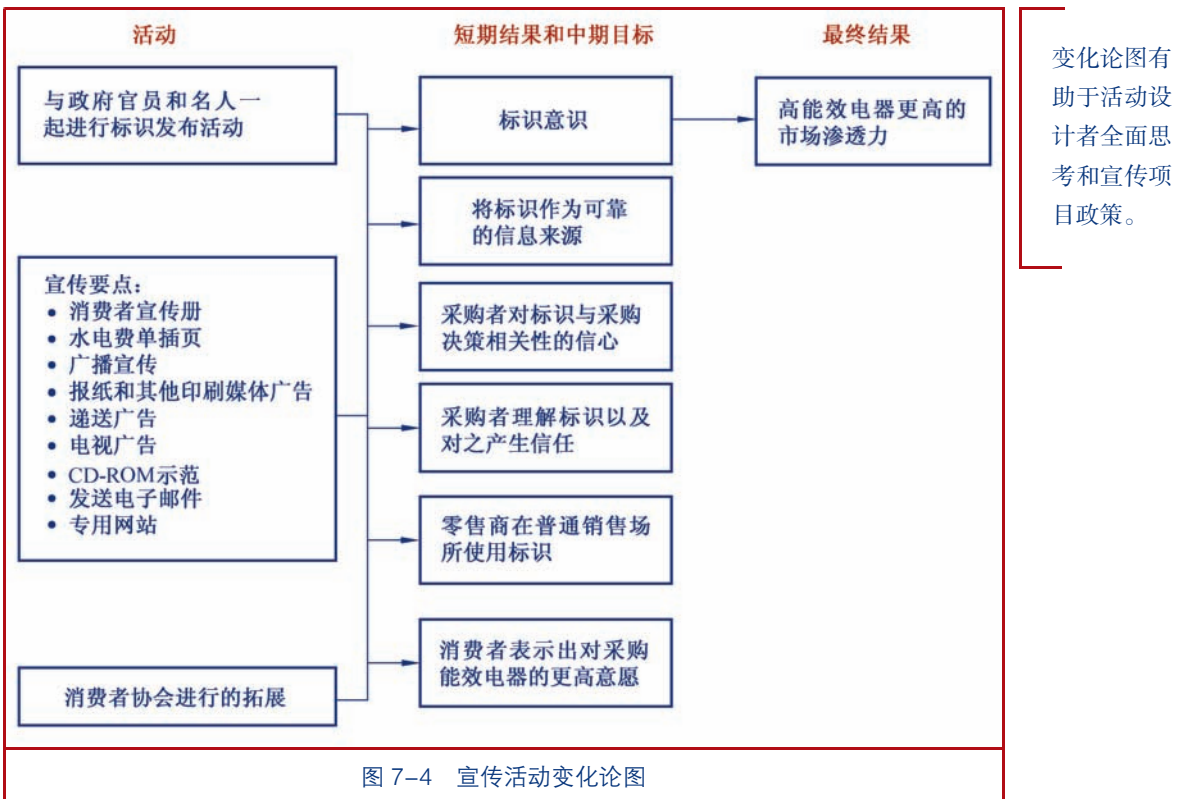 活动
短期结果和中期目标
最终结果
与政府官员和名人一
起进行标识发布活动
宣传要点:
• 消费者宣传册
• 水电费单插页
• 广播宣传
• 报纸和其他印刷媒体广告
• 递送广告
• 电视广告
• CD-ROM示范
• 发送电子邮件
• 专用网站
消费者协会进行的拓展
标识意识
将标识作为可靠
的信息来源
采购者对标识与采购
决策相关性的信心
采购者理解标识以及
对之产生信任
零售商在普通销售场
所使用标识
消费者表示出对采购
能效电器的更高意愿
高能效电器更高的
市场渗透力
图 7-4 宣传活动变化论图
变化论图有
助于活动设
计者全面思
考和宣传项
目政策。